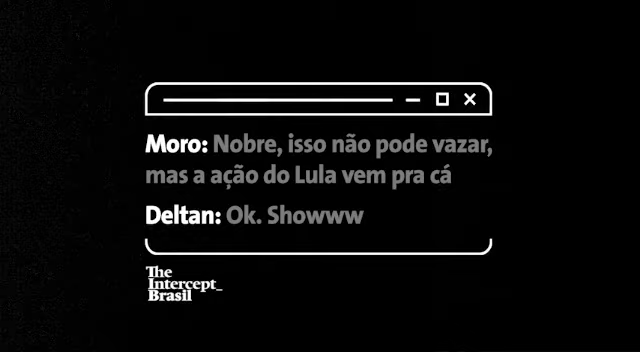 Moro: Nobre, isso não pode vazar,
mas a ação do Lula vem pra cá
Deltan: Ok. Showww
The
Intercept_
Brasil